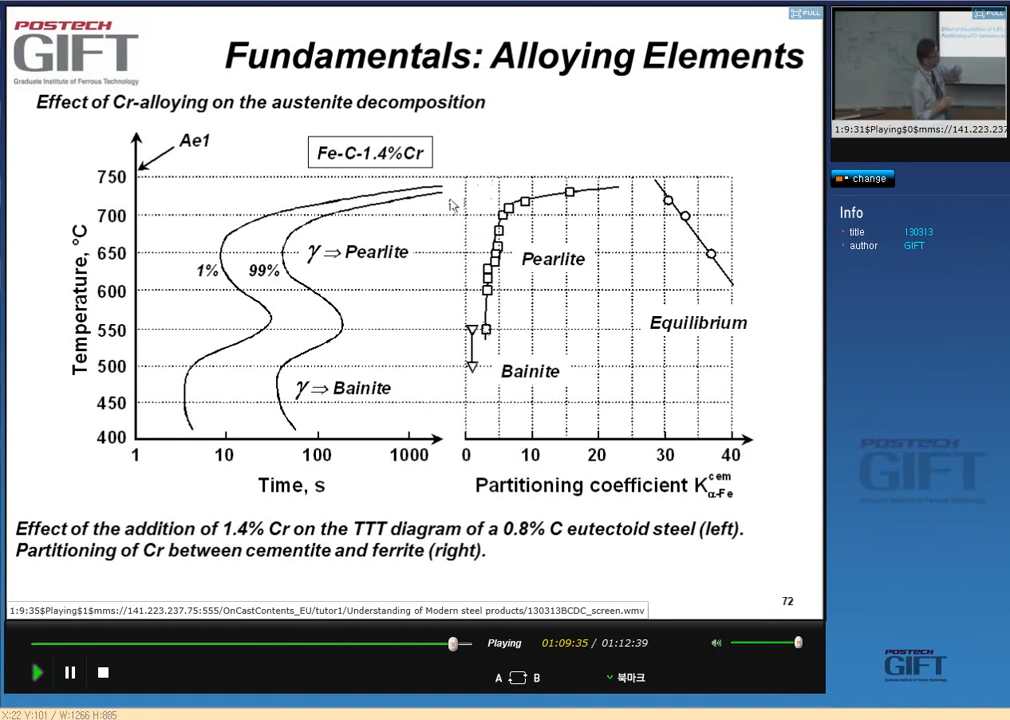 POSTECH
GIFT
Graduate Institute of Ferrous Technology
Fundamentals: Alloying Elements
FULL
FULL
Effect of Cr-alloying on the austenite decomposition
Ae1
Fe-C-1.4%Cr
750
700
650
600
550
500
450
400
Temperature, °C
1%
99%
γ ⇒ Pearlite
γ ⇒ Bainite
1
10
100
1000
Time, s
Pearlite
Equilibrium
Bainite
0
10
20
30
40
Partitioning coefficient K cem α-Fe
Effect of the addition of 1.4% Cr on the TTT diagram of a 0.8% C eutectoid steel (left).
Partitioning of Cr between cementite and ferrite (right).
72
1:9:35$Playing$1$mms://141.223.237.75:555/OnCastContents_EU/tutor1/Understanding of Modern steel products/130313BCDC_screen.wmv
Playing
01:09:35 / 01:12:39
A B
북마크
1:9:31$Playing$0$mms://141.223.237
change
Info
title 130313
author GIFT
POSTECH
GIFT
POSTECH
GIFT
X:22 Y:101 / W:1266 H:885